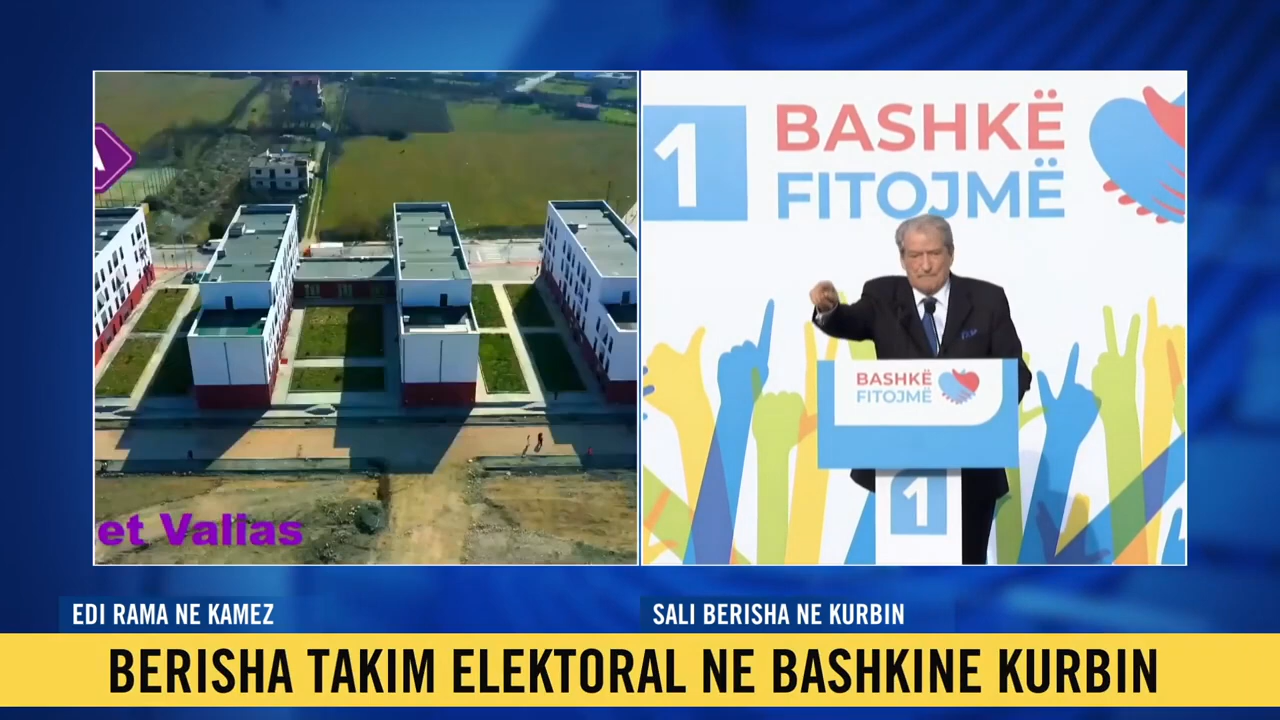 A
et Valias
1
BASHKË
FITOJMË
BASHKË
FITOJMË
1
EDI RAMA NE KAMEZ
SALI BERISHA NE KURBIN
BERISHA TAKIM ELEKTORAL NE BASHKINE KURBIN